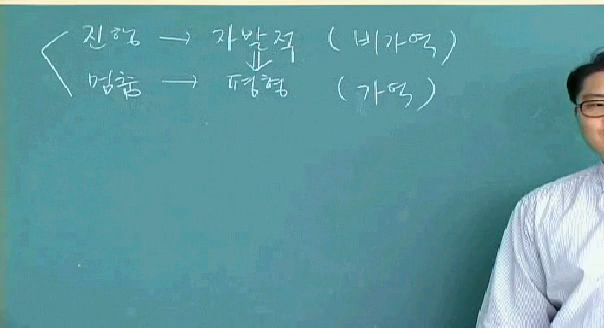 진행 → 자발적 (비가역)
⇓
멈춤 → 평형 (가역)